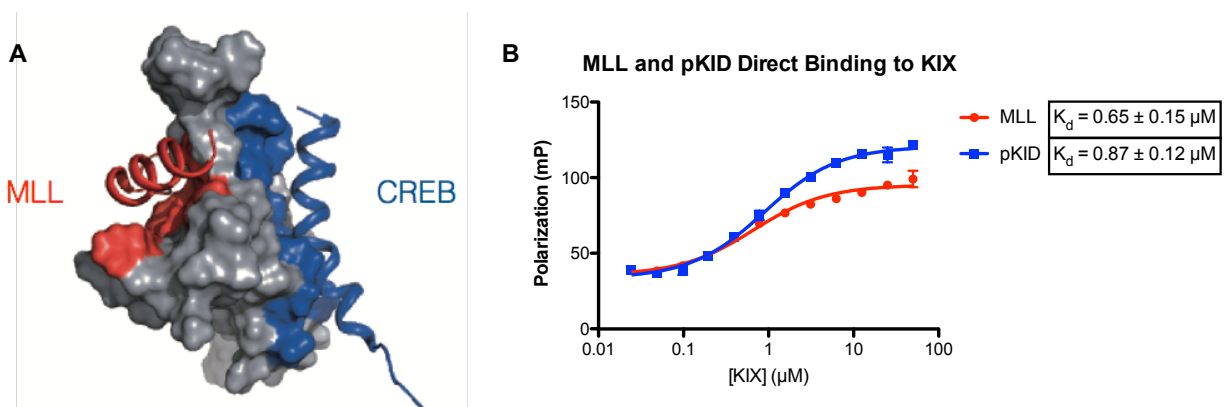 A
MLL
CREB
B
MLL and pKID Direct Binding to KIX
150
100
50
0
Polarization (mP)
0.01
0.1
1
10
100
[KIX] (µM)
MLL
Kd = 0.65 ± 0.15 µM
pKID
Kd = 0.87 ± 0.12 µM